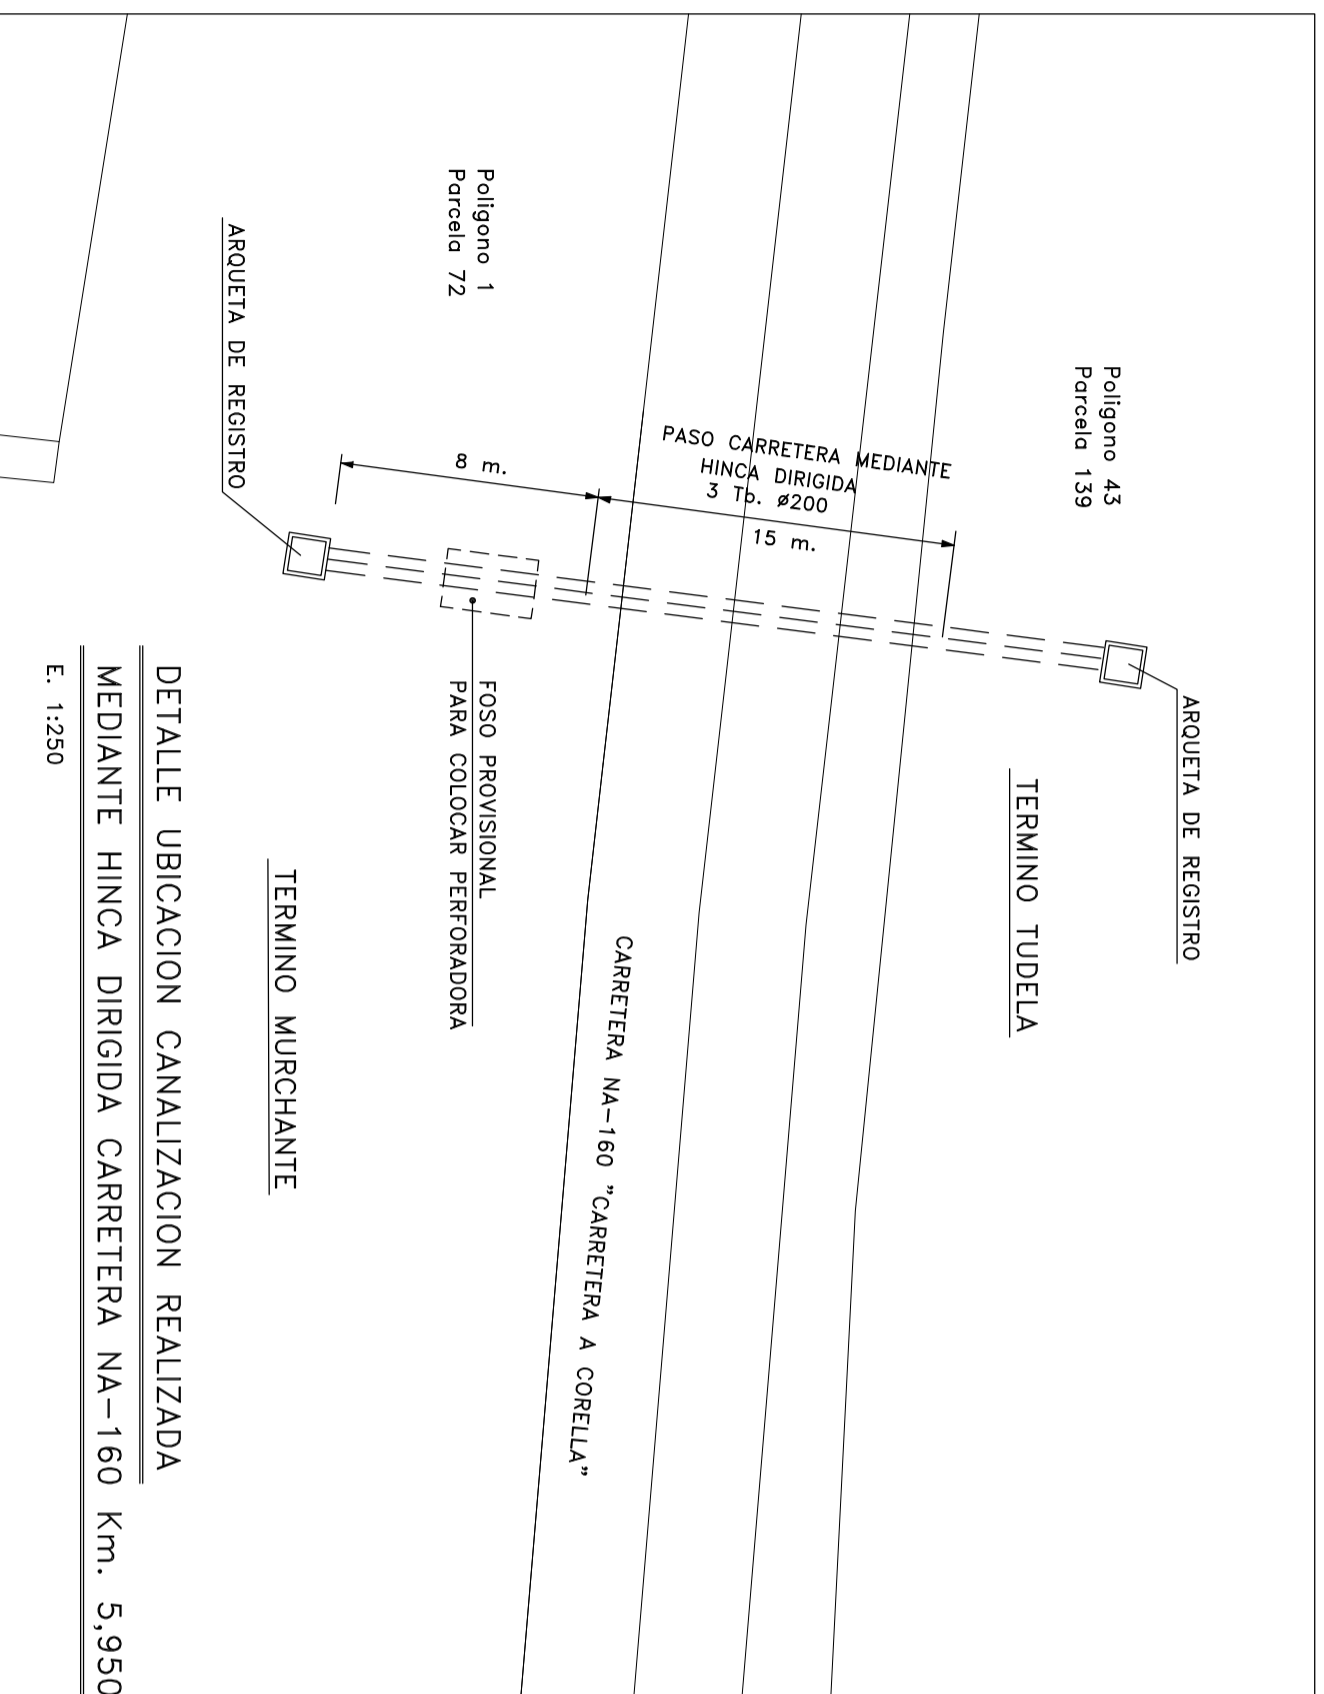 Poligono 43
Parcela 139
ARQUETA DE REGISTRO
TERMINO TUDELA
PASO CARRETERA MEDIANTE
HINCA DIRIGIDA
3 Tb. ø200
15 m.
8 m.
Poligono 1
Parcela 72
CARRETERA NA-160 "CARRETERA A CORELLA"
FOSO PROVISIONAL
PARA COLOCAR PERFORADORA
ARQUETA DE REGISTRO
TERMINO MURCHANTE
DETALLE UBICACION CANALIZACION REALIZADA
MEDIANTE HINCA DIRIGIDA CARRETERA NA-160 Km. 5,950
E. 1:250